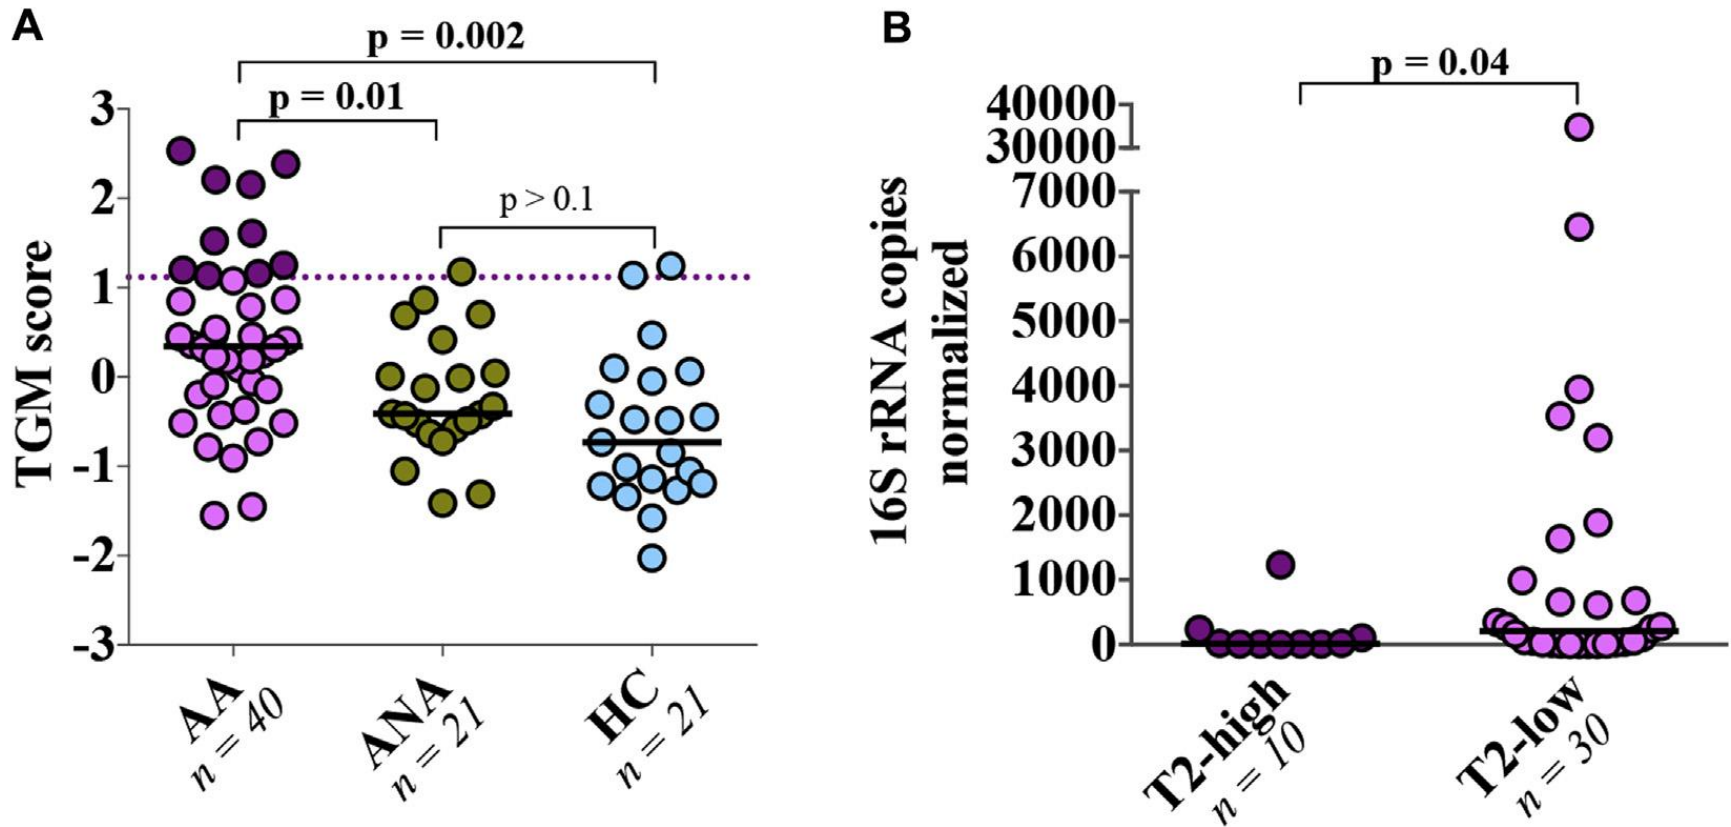 A
p = 0.002
p = 0.01
p > 0.1
TGM score
3
2
1
0
-1
-2
-3
AA
n = 40
ANA
n = 21
HC
n = 21
B
p = 0.04
16S rRNA copies
normalized
40000
30000
7000
6000
5000
4000
3000
2000
1000
0
T2-high
n = 10
T2-low
n = 30